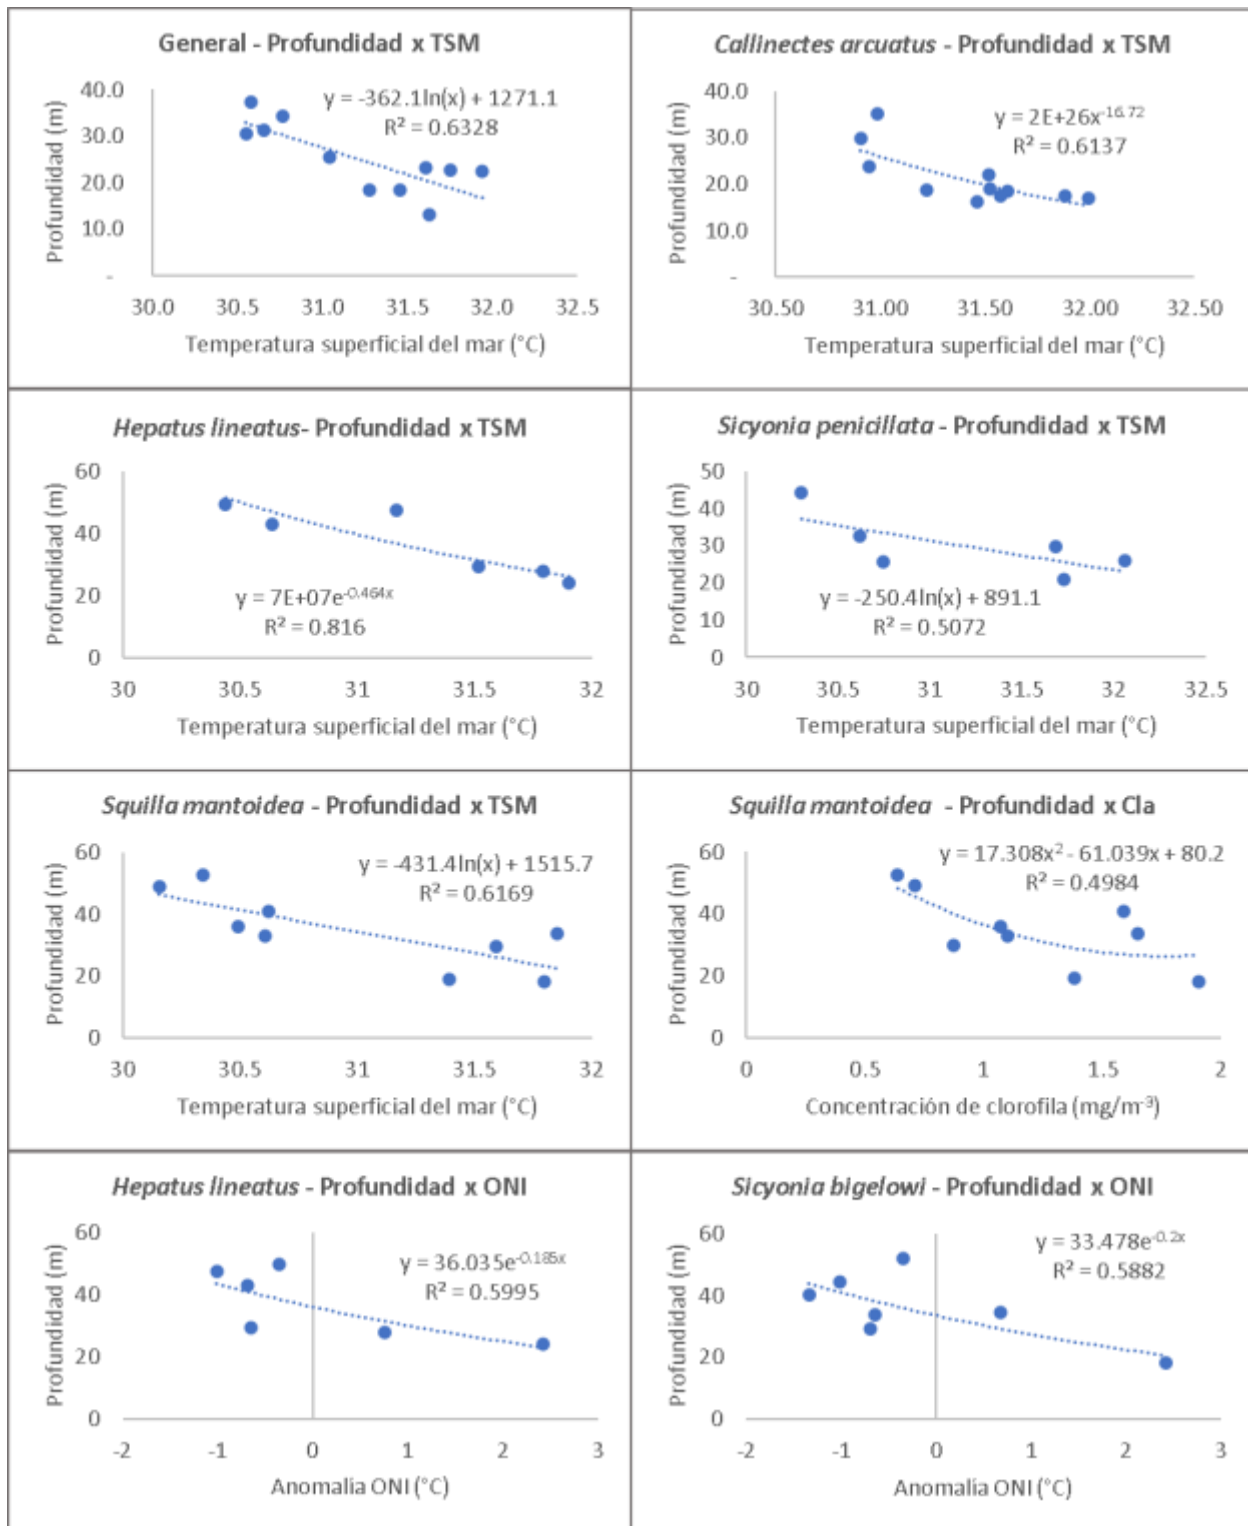 General - Profundidad x TSM
y = -362.1ln(x) + 1271.1
R² = 0.6328
Profundidad (m)
40.0
30.0
20.0
10.0
-
30.0 30.5 31.0 31.5 32.0 32.5
Temperatura superficial del mar (°C)
Callinectes arcuatus - Profundidad x TSM
y = 2E+26x^-16.72
R² = 0.6137
Profundidad (m)
40.0
30.0
20.0
10.0
-
30.50 31.00 31.50 32.00 32.50
Temperatura superficial del mar (°C)
Hepatus lineatus- Profundidad x TSM
Profundidad (m)
60
40
20
0
y = 7E+07e^-0.464x
R² = 0.816
30 30.5 31 31.5 32
Temperatura superficial del mar (°C)
Sicyonia penicillata - Profundidad x TSM
Profundidad (m)
50
40
30
20
10
0
y = -250.4ln(x) + 891.1
R² = 0.5072
30 30.5 31 31.5 32 32.5
Temperatura superficial del mar (°C)
Squilla mantoidea - Profundidad x TSM
y = -431.4ln(x) + 1515.7
R² = 0.6169
Profundidad (m)
60
40
20
0
30 30.5 31 31.5 32
Temperatura superficial del mar (°C)
Squilla mantoidea - Profundidad x Cla
y = 17.308x² - 61.039x + 80.2
R² = 0.4984
Profundidad (m)
60
40
20
0
0 0.5 1 1.5 2
Concentración de clorofila (mg/m⁻³)
Hepatus lineatus - Profundidad x ONI
y = 36.035e^-0.185x
R² = 0.5995
Profundidad (m)
60
40
20
0
-2 -1 0 1 2 3
Anomalía ONI (°C)
Sicyonia bigelowi - Profundidad x ONI
y = 33.478e^-0.2x
R² = 0.5882
Profundidad (m)
60
40
20
0
-2 -1 0 1 2 3
Anomalía ONI (°C)